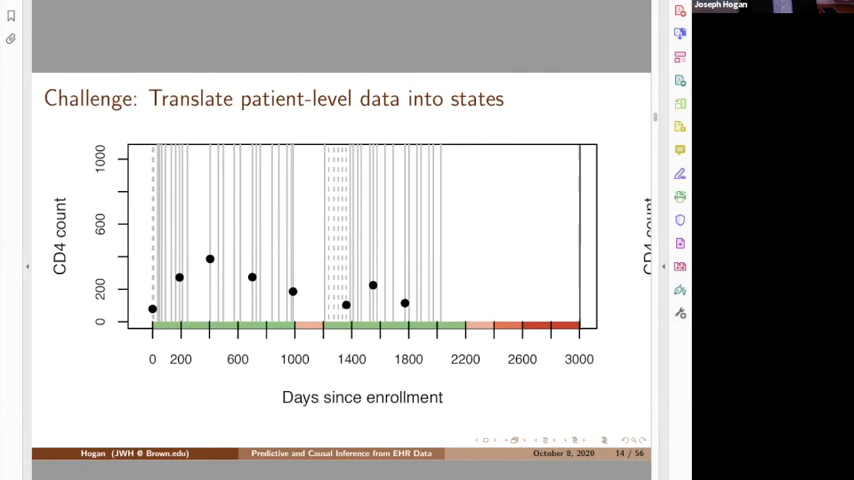 Joseph Hogan
Challenge: Translate patient-level data into states
CD4 count
1000
600
200
0
CD4 count
0 200 600 1000 1400 1800 2200 2600 3000
Days since enrollment
Hogan (JWH @ Brown.edu) Predictive and Causal Inference from EHR Data October 8, 2020 14 / 56